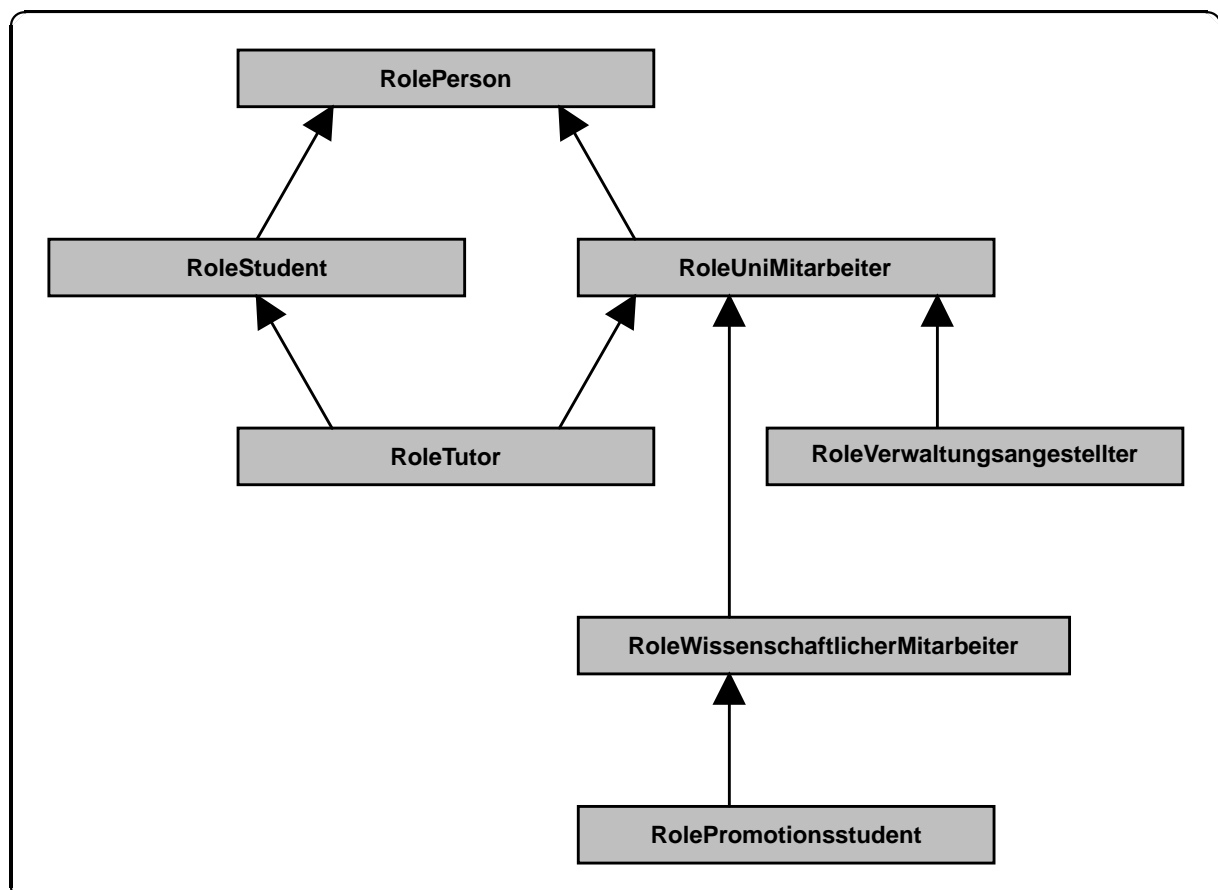 RolePerson
RoleStudent
RoleUniMitarbeiter
RoleTutor
RoleVerwaltungsangestellter
RoleWissenschaftlicherMitarbeiter
RolePromotionsstudent